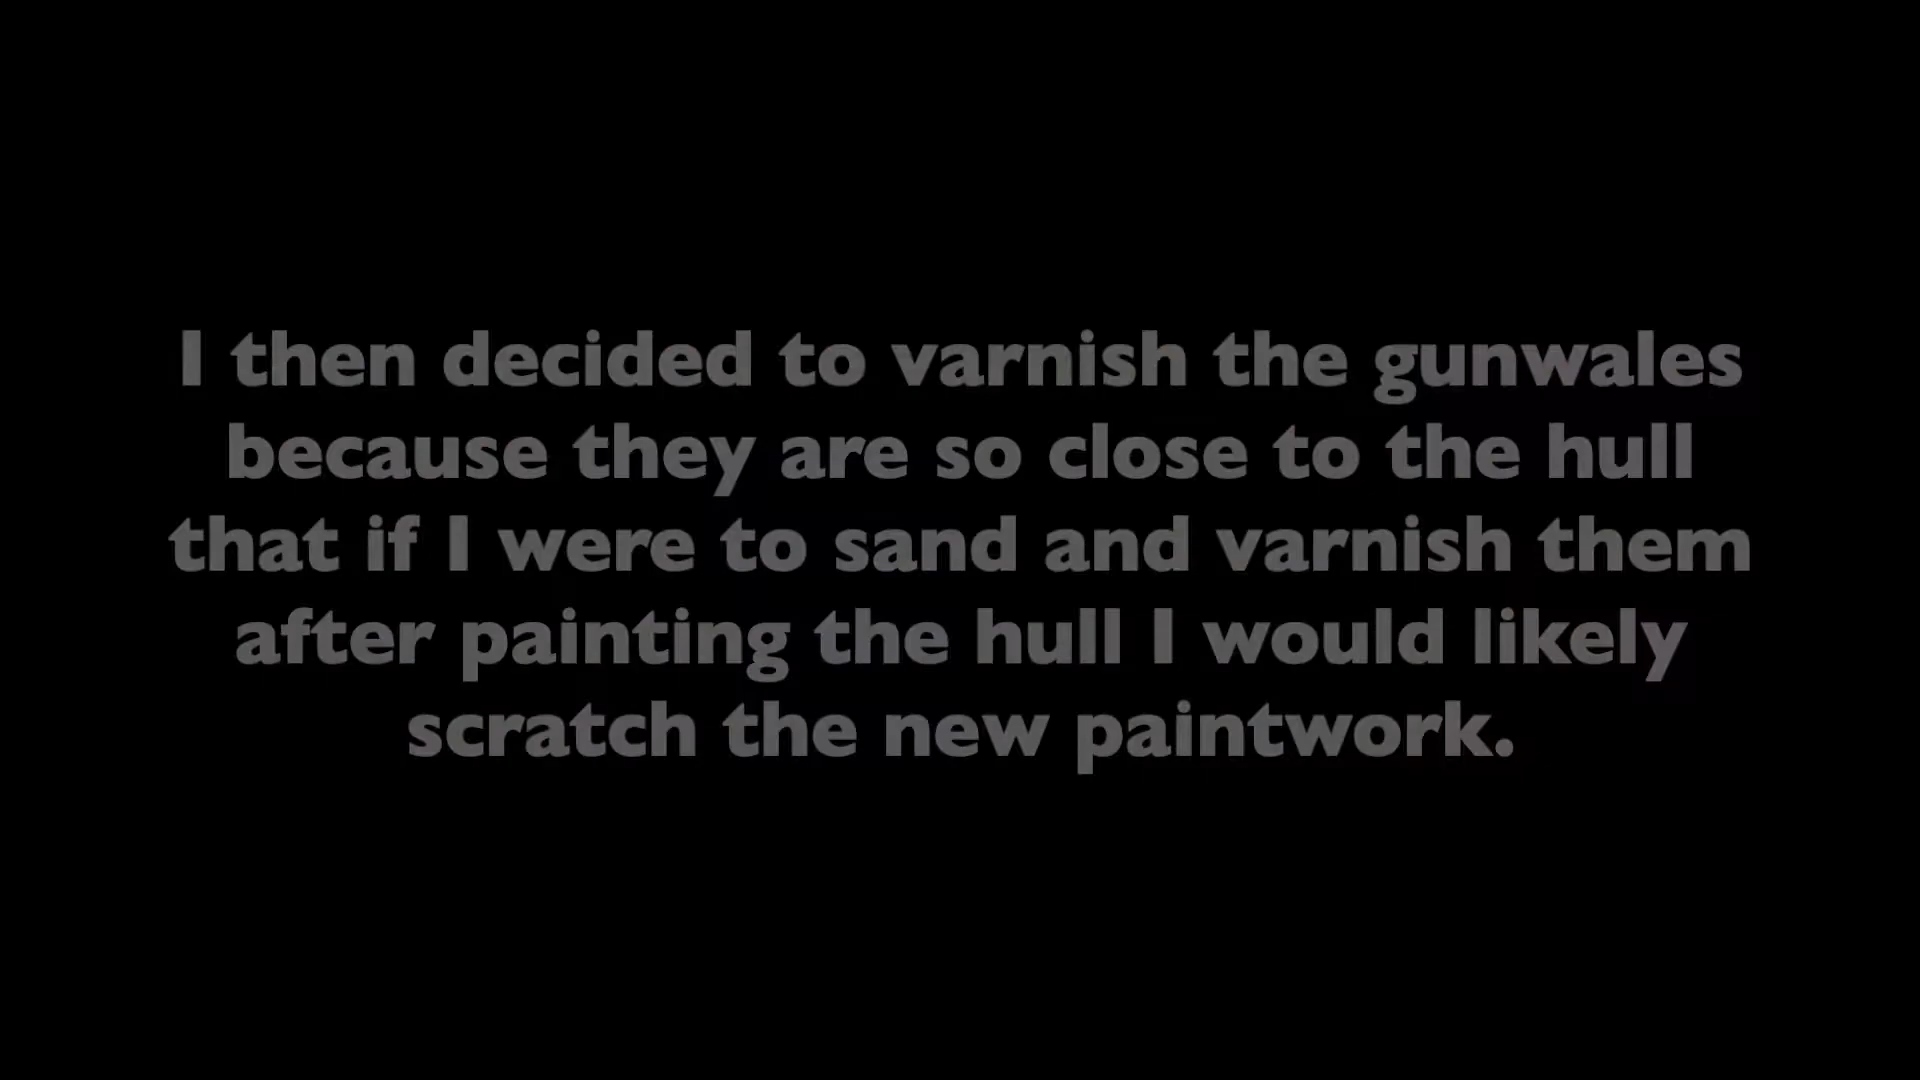 I then decided to varnish the gunwales
because they are so close to the hull
that if I were to sand and varnish them
after painting the hull I would likely
scratch the new paintwork.